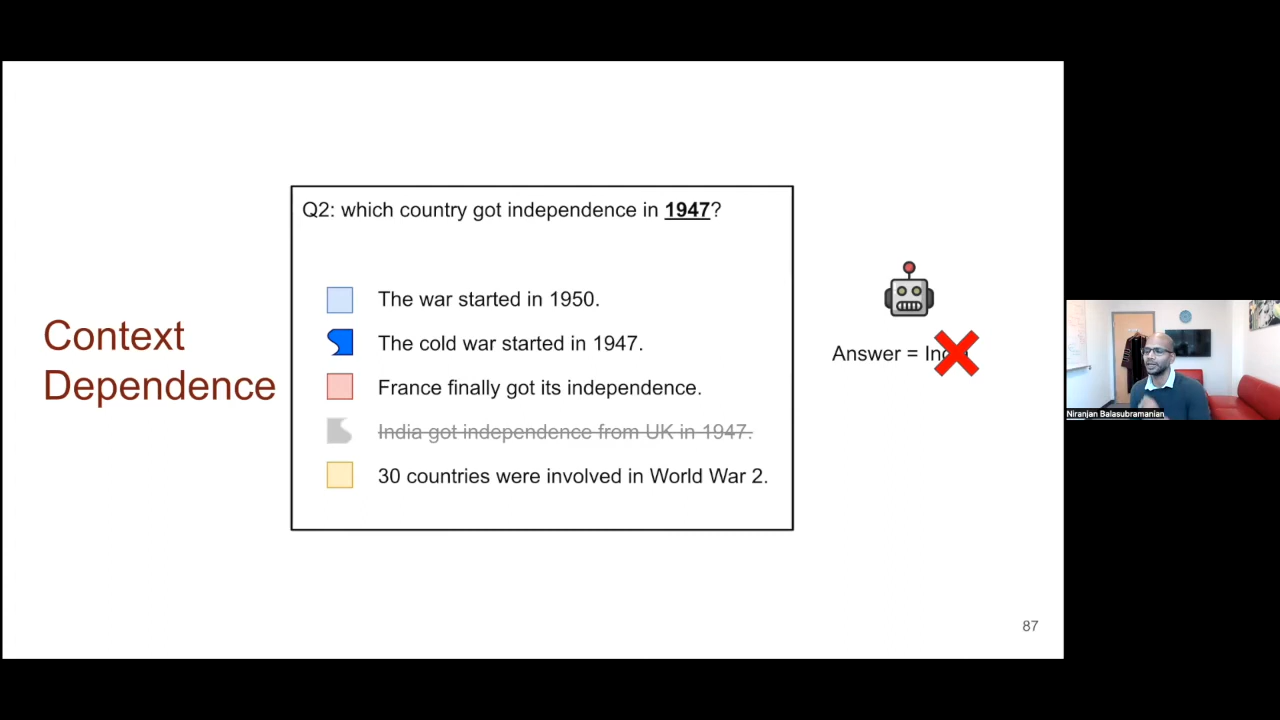 Context
Dependence
Q2: which country got independence in 1947?
The war started in 1950.
The cold war started in 1947.
France finally got its independence.
India got independence from UK in 1947.
30 countries were involved in World War 2.
Answer =
87
Niranjan Balasubramanian